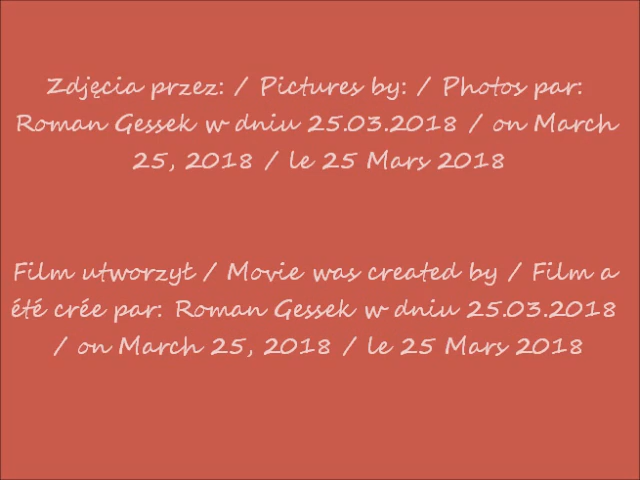 Zdjęcia przez: / Pictures by: / Photos par:
Roman Gessek w dniu 25.03.2018 / on March
25, 2018 / le 25 Mars 2018
Film utworzył / Movie was created by / Film a
été crée par: Roman Gessek w dniu 25.03.2018
/ on March 25, 2018 / le 25 Mars 2018